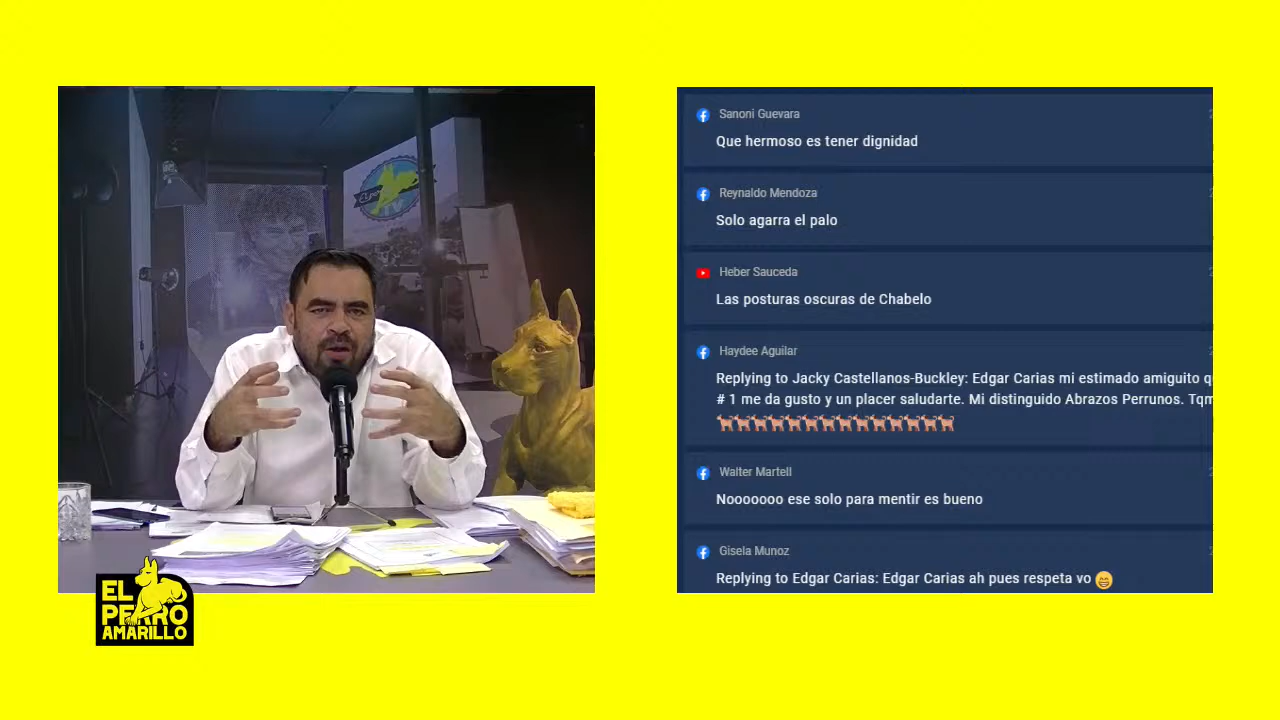 Sanoni Guevara
Que hermoso es tener dignidad
Reynaldo Mendoza
Solo agarra el palo
Heber Sauceda
Las posturas oscuras de Chabelo
Haydee Aguilar
Replying to Jacky Castellanos-Buckley: Edgar Carias mi estimado amiguito
# 1 me da gusto y un placer saludarte. Mi distinguido Abrazos Perrunos. Tqm
🐕🐕🐕🐕🐕🐕🐕🐕🐕🐕🐕🐕🐕🐕
Walter Martell
Nooooooo ese solo para mentir es bueno
Gisela Munoz
Replying to Edgar Carias: Edgar Carias ah pues respeta vo 😄
TV
EL
PERRO
AMARILLO